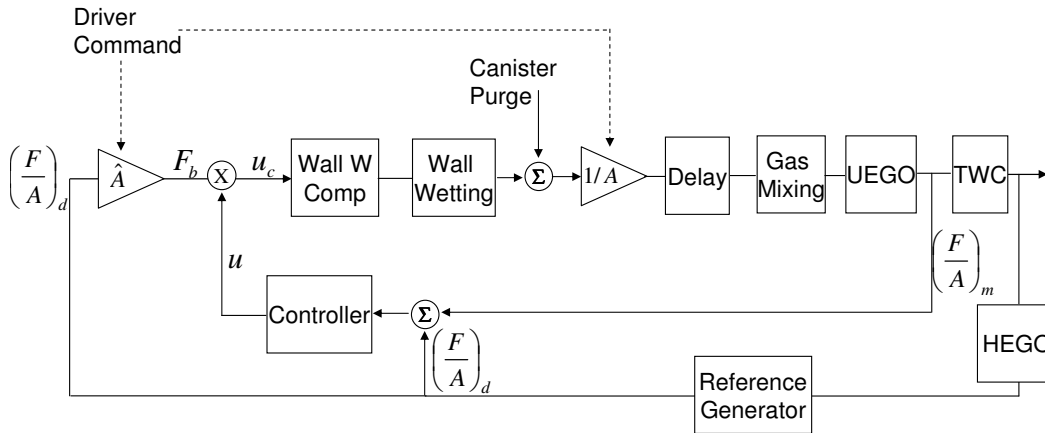 Driver
Command
Canister
Purge
(F/A)_d
Â
F_b
X
u_c
Wall W
Comp
Wall
Wetting
Σ
1/A
Delay
Gas
Mixing
UEGO
TWC
u
(F/A)_m
Controller
Σ
(F/A)_d
HEGO
Reference
Generator